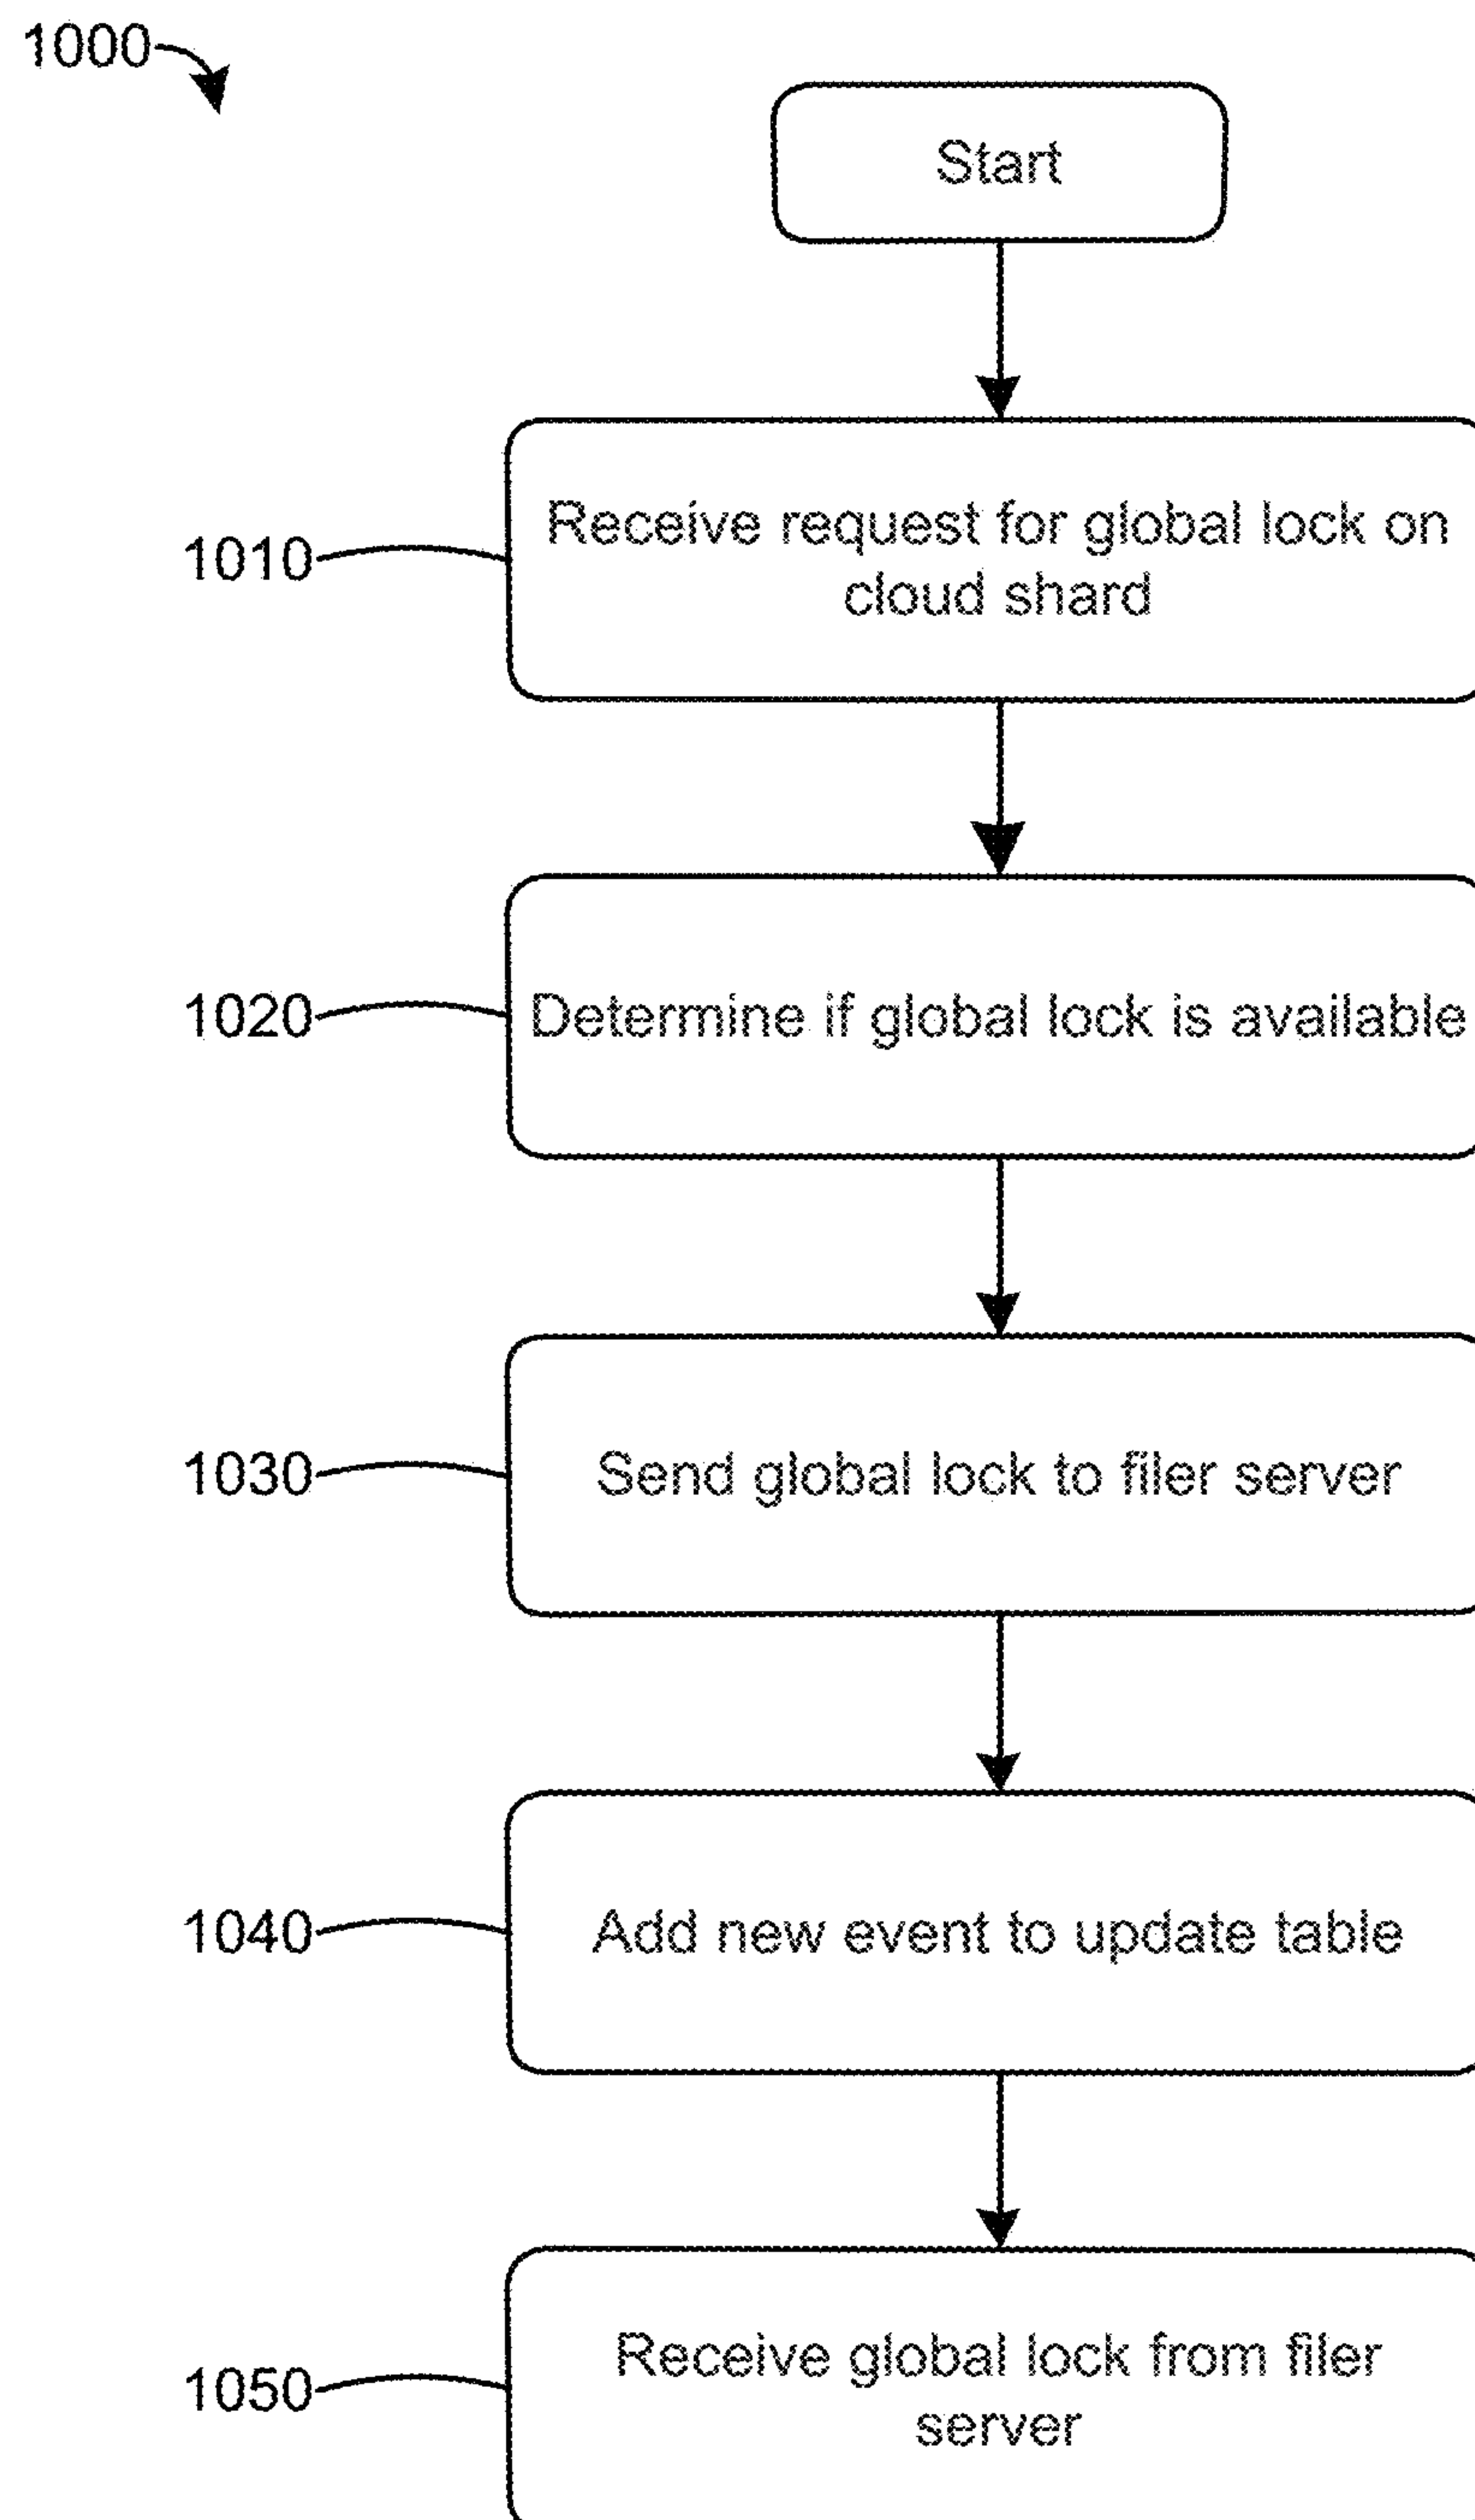 1000
Start
1010
Receive request for global lock on
cloud shard
1020
Determine if global lock is available
1030
Send global lock to filer server
1040
Add new event to update table
1050
Receive global lock from filer
server